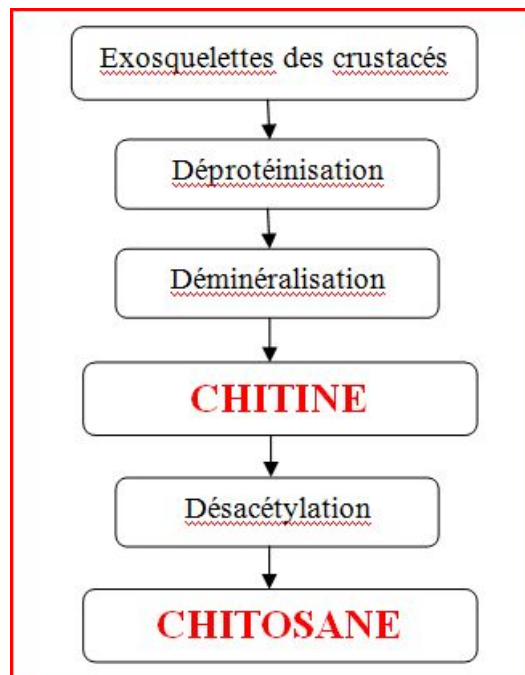 Exosquelettes des crustacés
Déprotéinisation
Déminéralisation
CHITINE
Désacétylation
CHITOSANE